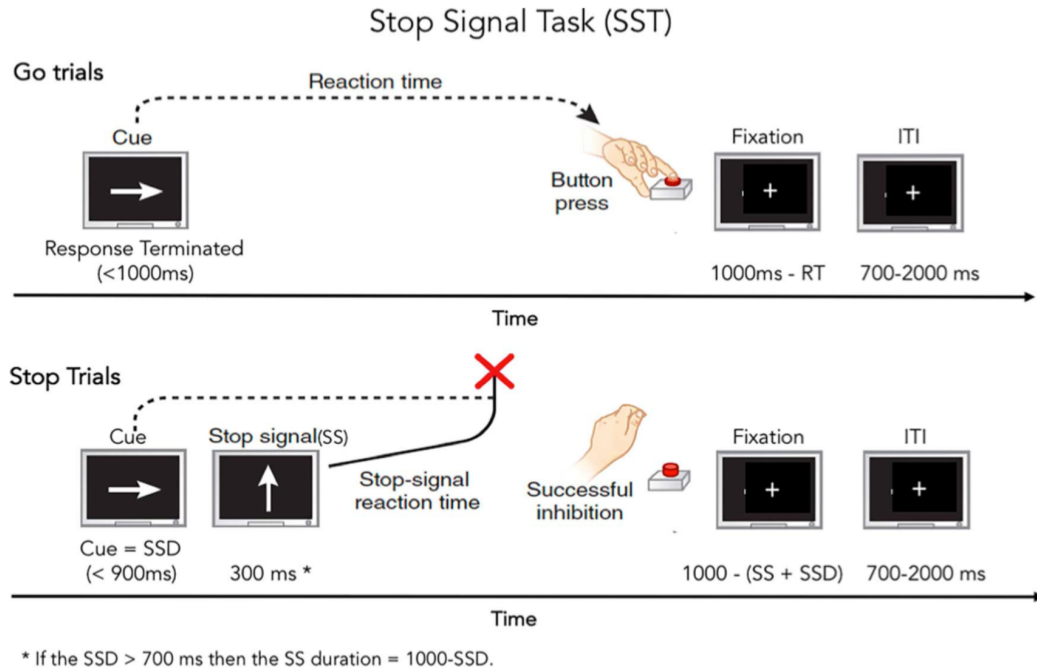 Stop Signal Task (SST)
Go trials
Reaction time
Cue
Fixation
ITI
Button
press
Response Terminated
(<1000ms)
1000ms - RT
700-2000 ms
Time
Stop Trials
Cue
Stop signal(SS)
Fixation
ITI
Stop-signal
reaction time
Successful
inhibition
Cue = SSD
(< 900ms)
300 ms *
1000 - (SS + SSD)
700-2000 ms
Time
* If the SSD > 700 ms then the SS duration = 1000-SSD.